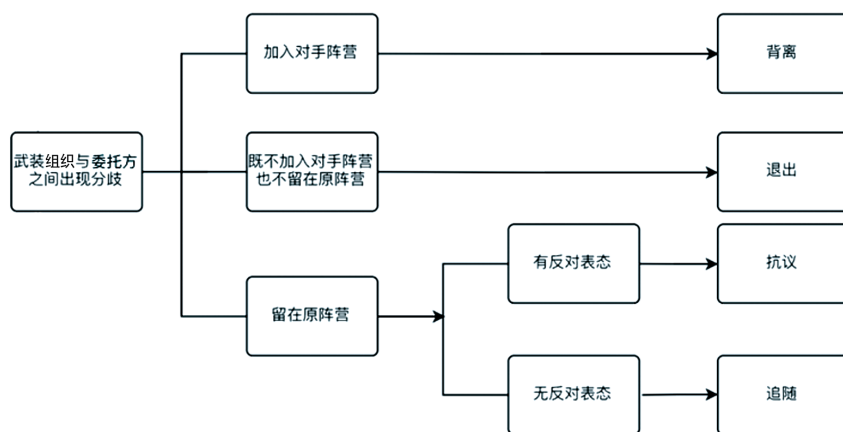 加入对手阵营
背离
武装组织与委托方
之间出现分歧
既不加入对手阵营
也不留在原阵营
退出
留在原阵营
有反对表态
抗议
无反对表态
追随